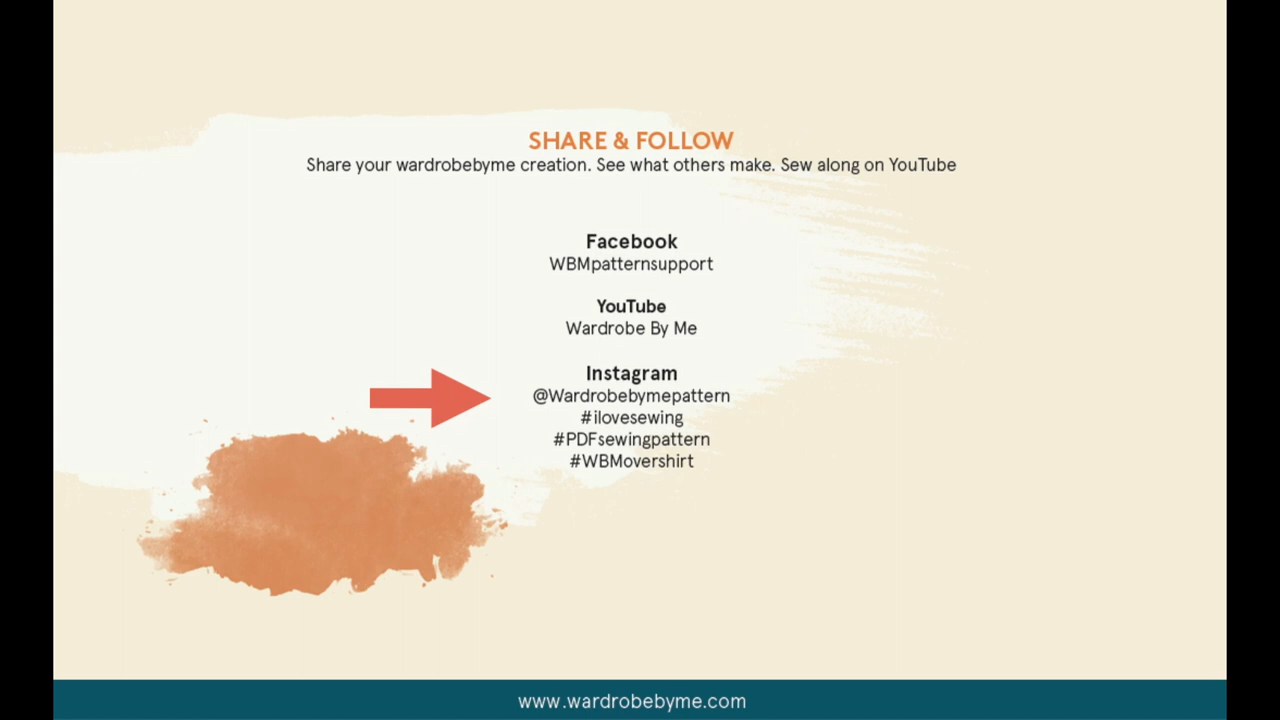 SHARE & FOLLOW
Share your wardrobebyme creation. See what others make. Sew along on YouTube
Facebook
WBMpatternsupport
YouTube
Wardrobe By Me
Instagram
@Wardrobebymepattern
#ilovesewing
#PDFsewingpattern
#WBMovershirt
www.wardrobebyme.com